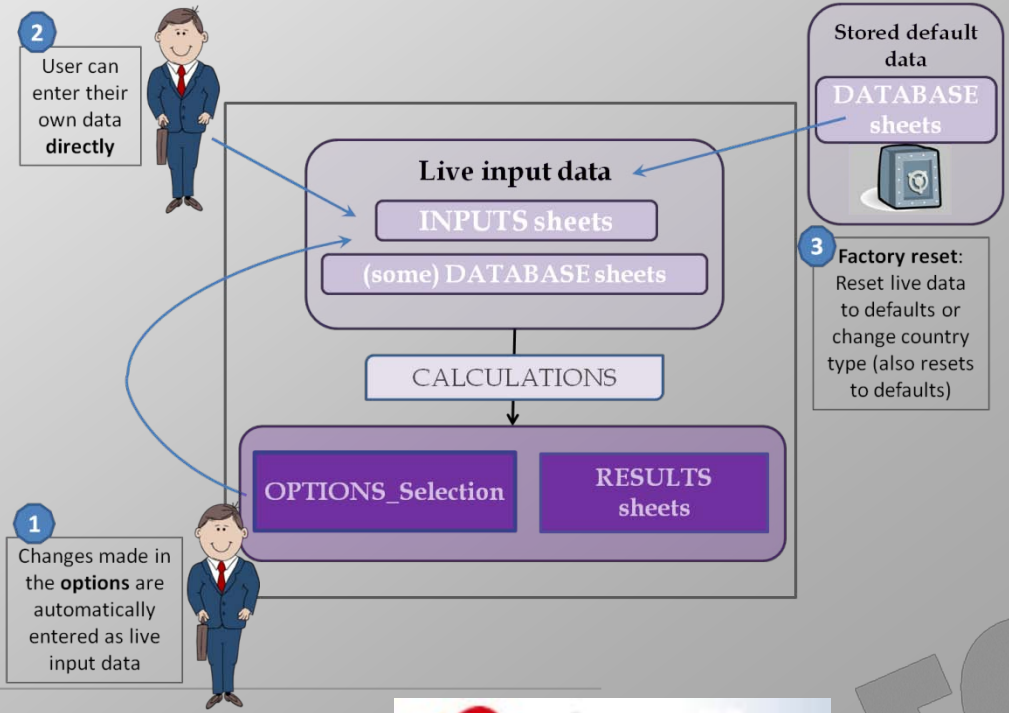 2
User can
enter their
own data
directly
Stored default
data
DATABASE
sheets
Live input data
INPUTS sheets
(some) DATABASE sheets
3
Factory reset:
Reset live data
to defaults or
change country
type (also resets
to defaults)
CALCULATIONS
OPTIONS_Selection
RESULTS
sheets
1
Changes made in
the options are
automatically
entered as live
input data